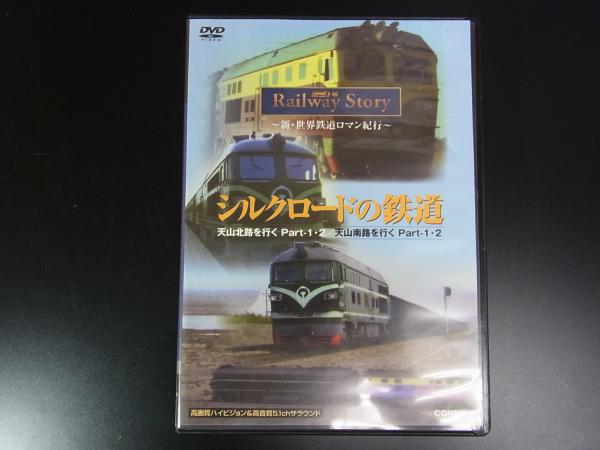 DVD
VIDEO
Railway Story
〜新・世界鉄道ロマン紀行〜
シルクロードの鉄道
天山北路を行く Part-1・2／天山南路を行く Part-1・2
高画質ハイビジョン&高音質5.1chサラウンド